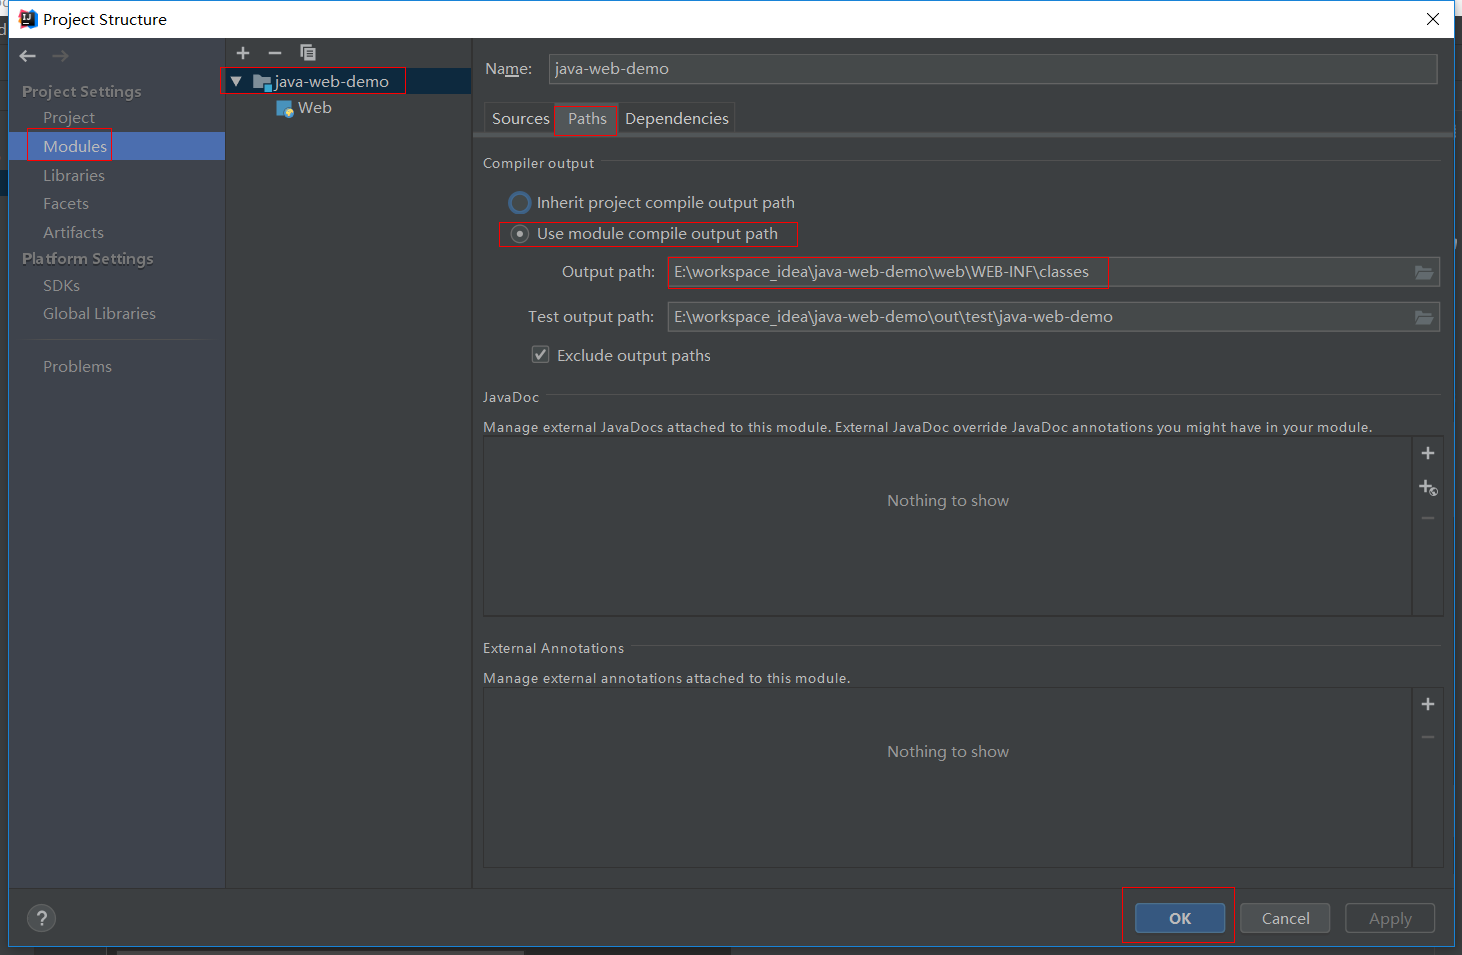 Project Structure
Project Settings
Project
Modules
Libraries
Facets
Artifacts
Platform Settings
SDKs
Global Libraries
Problems
java-web-demo
Web
Name: java-web-demo
Sources Paths Dependencies
Compiler output
Inherit project compile output path
Use module compile output path
Output path: E:\workspace_idea\java-web-demo\web\WEB-INF\classes
Test output path: E:\workspace_idea\java-web-demo\out\test\java-web-demo
Exclude output paths
JavaDoc
Manage external JavaDocs attached to this module. External JavaDoc override JavaDoc annotations you might have in your module.
Nothing to show
External Annotations
Manage external annotations attached to this module.
Nothing to show
? OK Cancel Apply